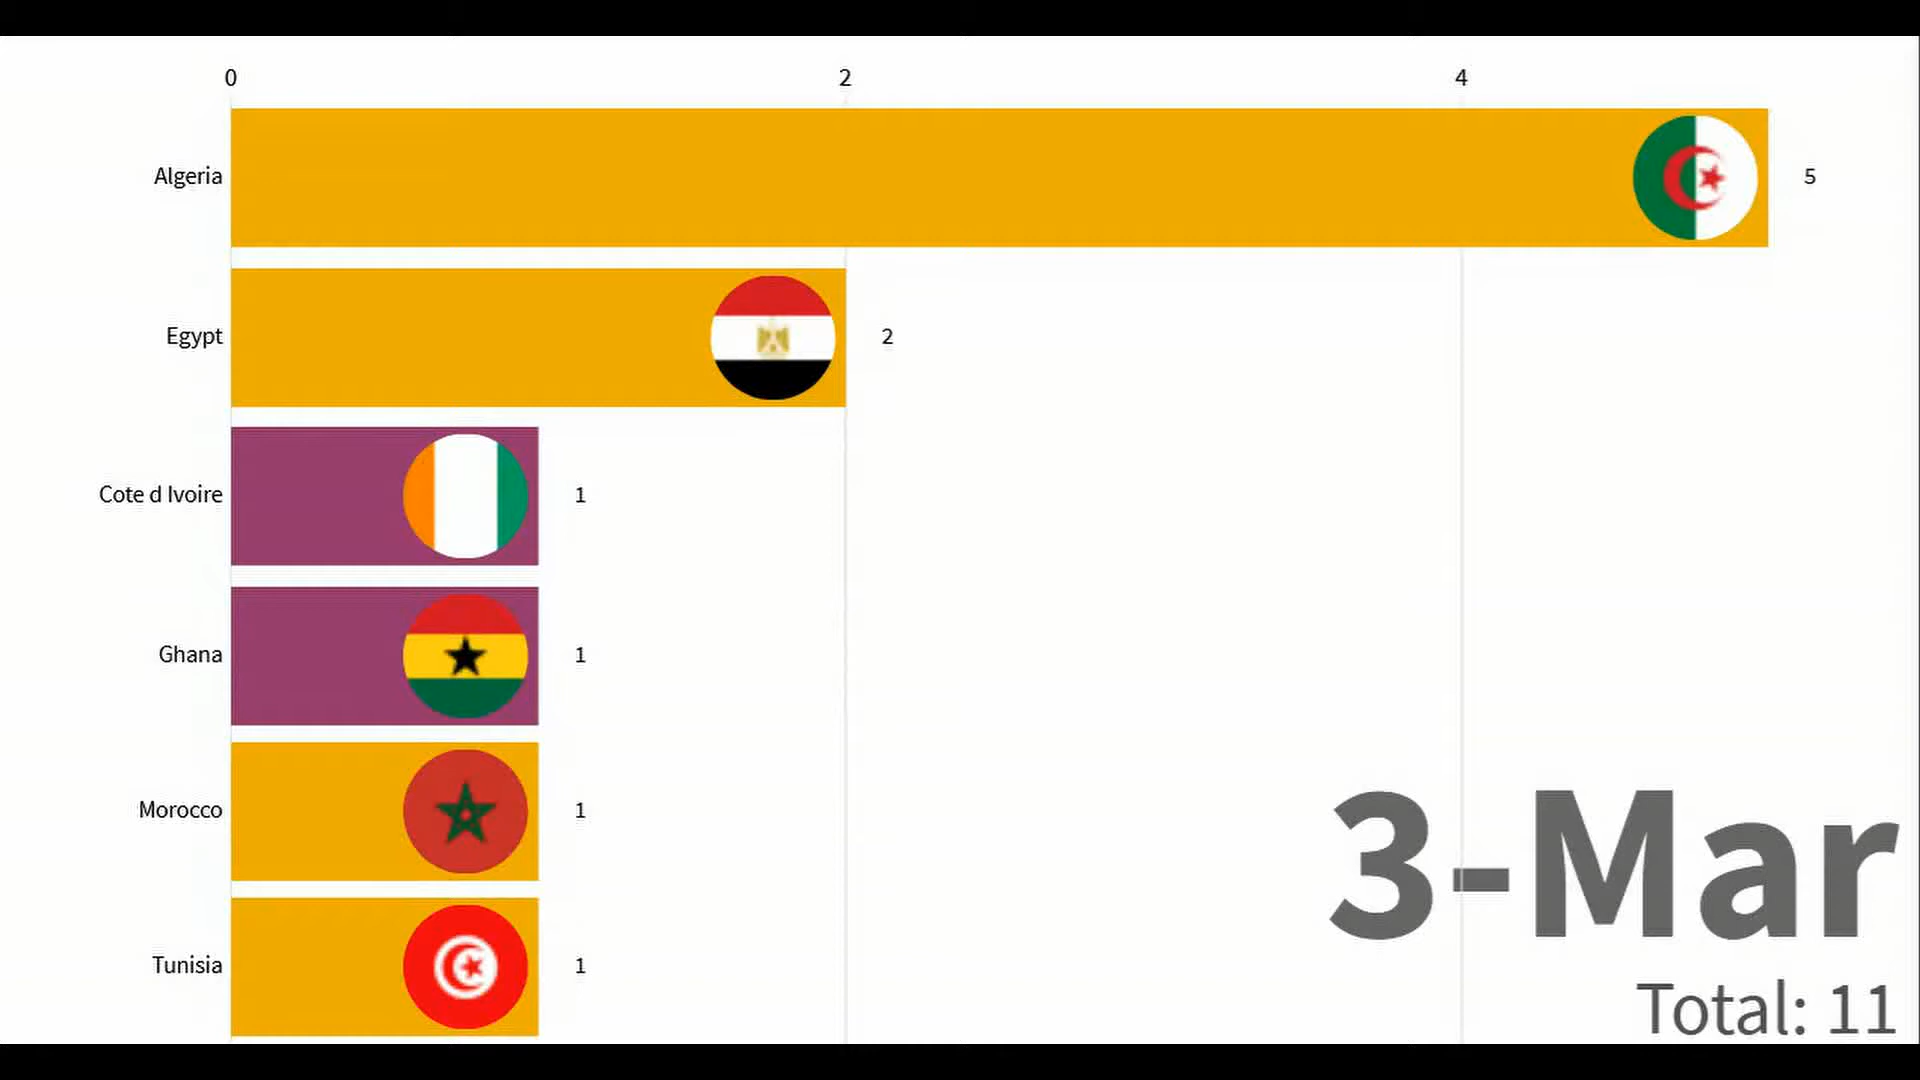 0 2 4
Algeria 5
Egypt 2
Cote d Ivoire 1
Ghana 1
Morocco 1
Tunisia 1
3-Mar
Total: 11